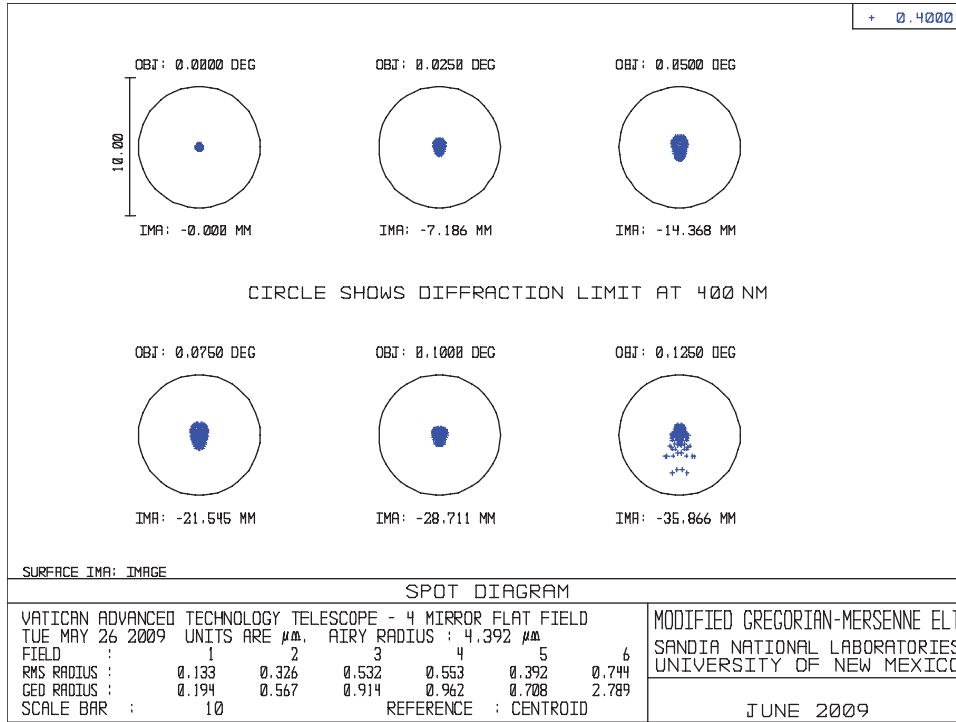 + 0.4000
OBJ: 0.0000 DEG OBJ: 0.0250 DEG OBJ: 0.0500 DEG
10.00
IMA: -0.000 MM IMA: -7.186 MM IMA: -14.368 MM
CIRCLE SHOWS DIFFRACTION LIMIT AT 400 NM
OBJ: 0.0750 DEG OBJ: 0.1000 DEG OBJ: 0.1250 DEG
IMA: -21.545 MM IMA: -28.711 MM IMA: -35.866 MM
SURFACE IMA: IMAGE
SPOT DIAGRAM
VATICAN ADVANCED TECHNOLOGY TELESCOPE - 4 MIRROR FLAT FIELD
TUE MAY 26 2009 UNITS ARE µm. AIRY RADIUS : 4.392 µm
FIELD : 1 2 3 4 5 6
RMS RADIUS : 0.133 0.326 0.532 0.553 0.392 0.744
GEO RADIUS : 0.194 0.567 0.914 0.962 0.708 2.789
SCALE BAR : 10 REFERENCE : CENTROID
MODIFIED GREGORIAN-MERSENNE ELT
SANDIA NATIONAL LABORATORIES
UNIVERSITY OF NEW MEXICO
JUNE 2009